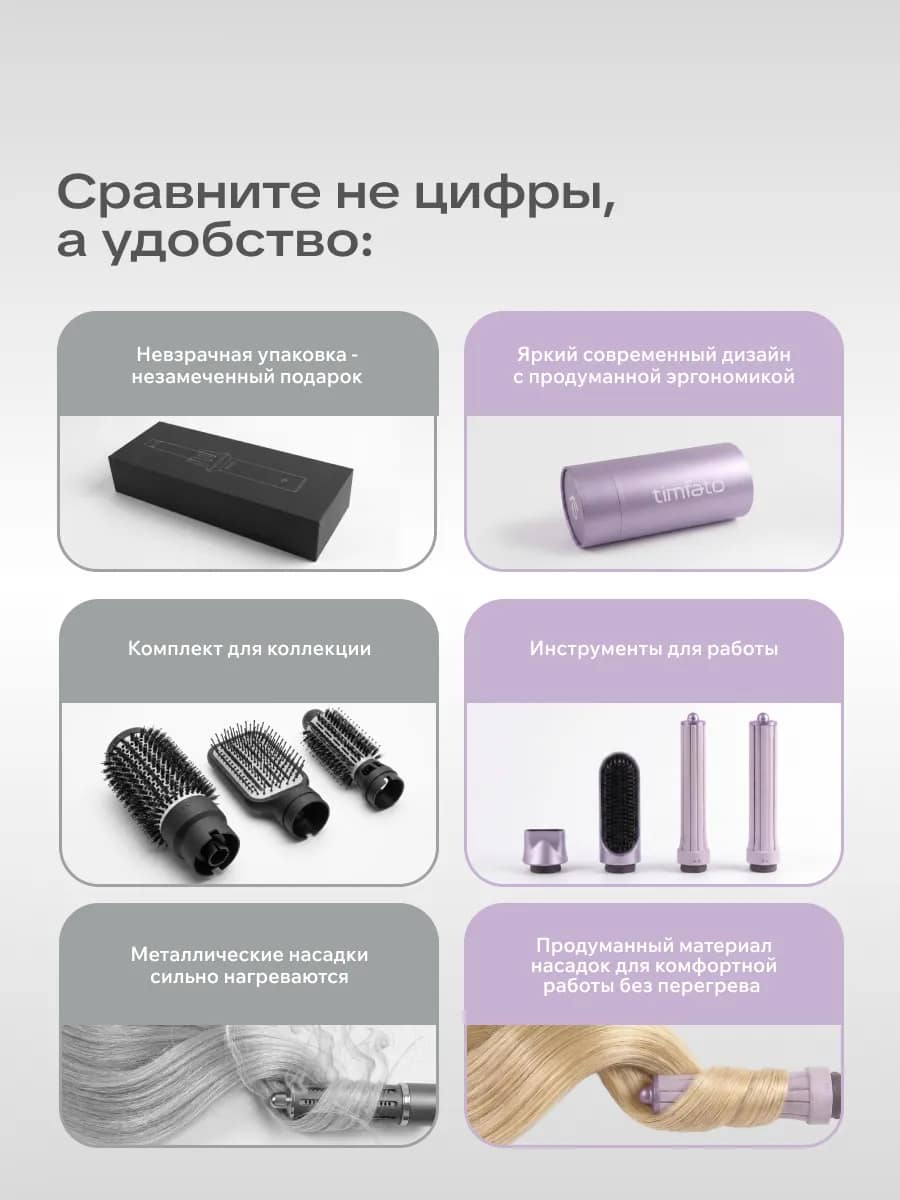 Сравните не цифры,
а удобство:
Невзрачная упаковка -
незамеченный подарок
Яркий современный дизайн
с продуманной эргономикой
timfato
Комплект для коллекции
Инструменты для работы
Металлические насадки
сильно нагреваются
Продуманный материал
насадок для комфортной
работы без перегрева